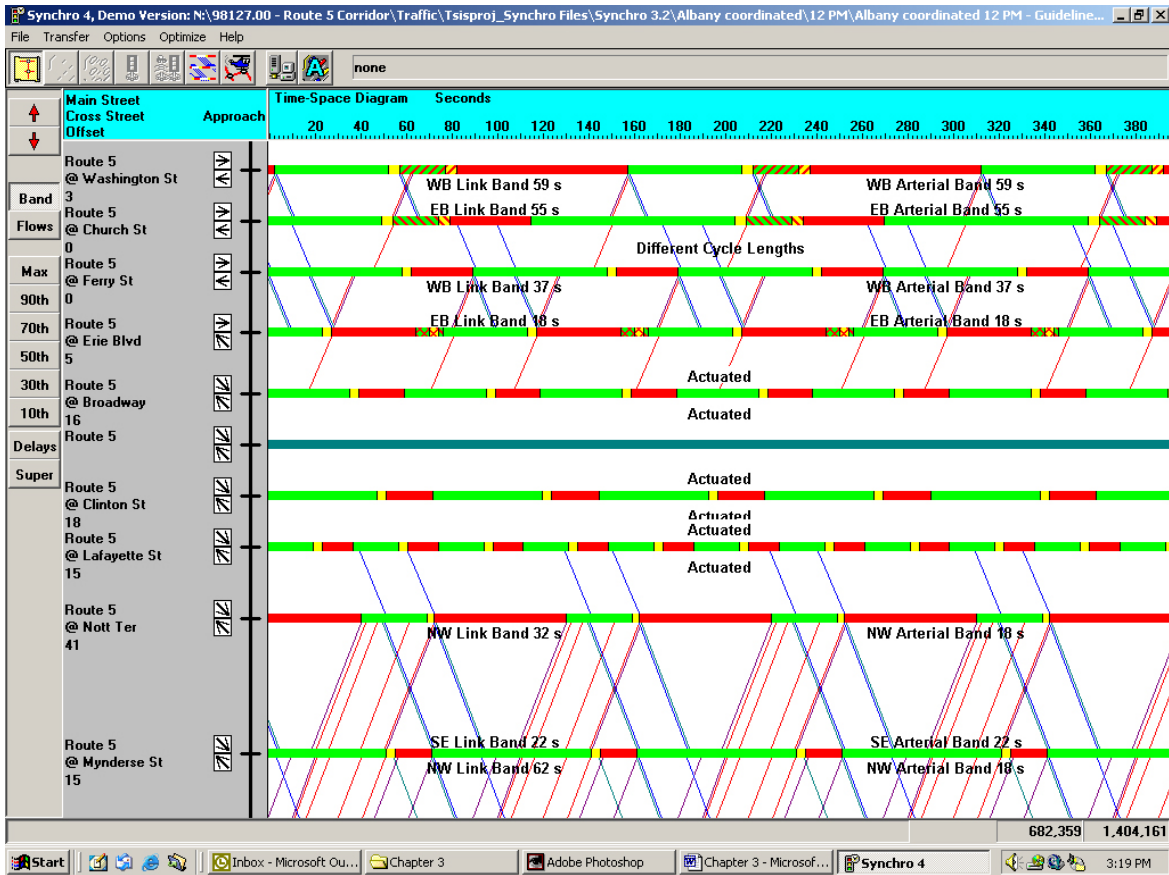 Synchro 4, Demo Version: N:\98127.00 - Route 5 Corridor\Traffic\Tsisproj_Synchro Files\Synchro 3.2\Albany coordinated\12 PM\Albany coordinated 12 PM - Guideline...
File Transfer Options Optimize Help
none
Main Street
Cross Street Approach
Offset
Time-Space Diagram Seconds
20 40 60 80 100 120 140 160 180 200 220 240 260 280 300 320 340 360 380
Band
Flows
Max
90th
70th
50th
30th
10th
Delays
Super
Route 5
@ Washington St
3
WB Link Band 59 s WB Arterial Band 59 s
EB Link Band 55 s EB Arterial Band 55 s
Route 5
@ Church St
0
Different Cycle Lengths
Route 5
@ Ferry St
0
WB Link Band 37 s WB Arterial Band 37 s
EB Link Band 18 s EB Arterial Band 18 s
Route 5
@ Erie Blvd
5
Actuated
Route 5
@ Broadway
16
Actuated
Route 5
Actuated
Route 5
@ Clinton St
18
Actuated
Actuated
Route 5
@ Lafayette St
15
Actuated
Route 5
@ Nott Ter
41
NW Link Band 32 s NW Arterial Band 18 s
SE Link Band 22 s SE Arterial Band 22 s
Route 5
@ Mynderse St
15
NW Link Band 62 s NW Arterial Band 18 s
682,359 1,404,161
Start Inbox - Microsoft Ou... Chapter 3 Adobe Photoshop Chapter 3 - Microsof... Synchro 4 3:19 PM